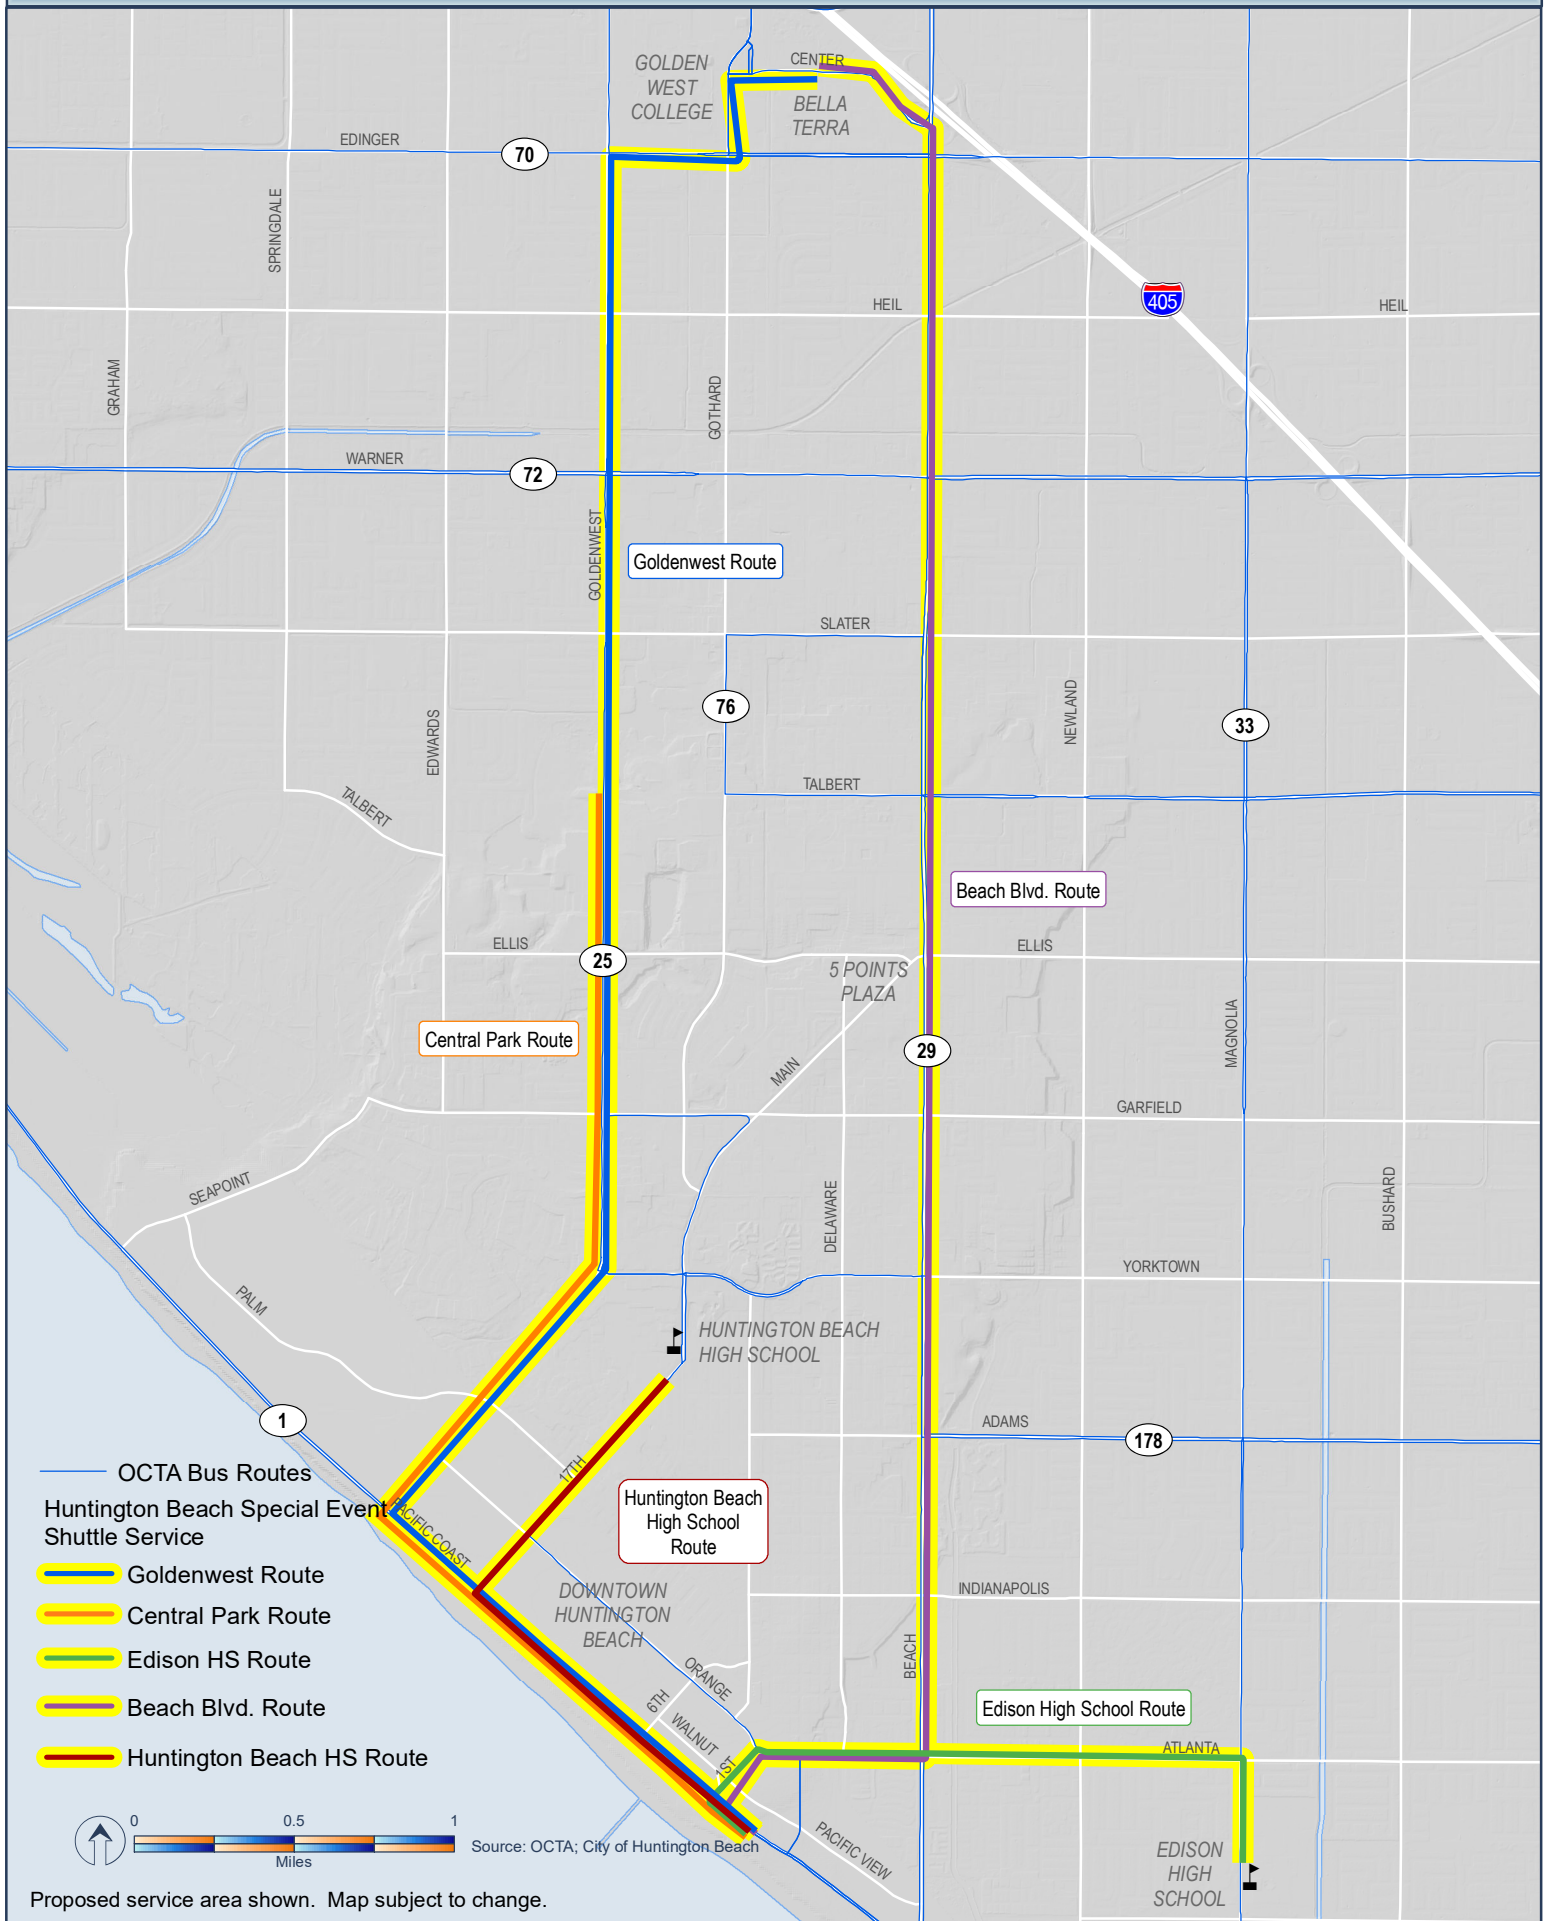 GOLDEN
WEST
COLLEGE
CENTER
BELLA
TERRA
EDINGER
70
SPRINGDALE
HEIL
405
HEIL
GRAHAM
GOTHARD
WARNER
72
GOLDENWEST
Goldenwest Route
SLATER
76
NEWLAND
33
EDWARDS
TALBERT
TALBERT
Beach Blvd. Route
ELLIS
25
5 POINTS
PLAZA
ELLIS
Central Park Route
29
MAGNOLIA
MAIN
GARFIELD
SEAPOINT
DELAWARE
BUSHARD
YORKTOWN
PALM
HUNTINGTON BEACH
HIGH SCHOOL
1
ADAMS
178
17TH
Huntington Beach
High School
Route
PACIFIC COAST
OCTA Bus Routes
Huntington Beach Special Event
Shuttle Service
Goldenwest Route
Central Park Route
Edison HS Route
Beach Blvd. Route
Huntington Beach HS Route
DOWNTOWN
HUNTINGTON
BEACH
INDIANAPOLIS
BEACH
ORANGE
6TH
WALNUT
1ST
Edison High School Route
ATLANTA
PACIFIC VIEW
EDISON
HIGH
SCHOOL
0 0.5 1
Miles
Source: OCTA; City of Huntington Beach
Proposed service area shown. Map subject to change.